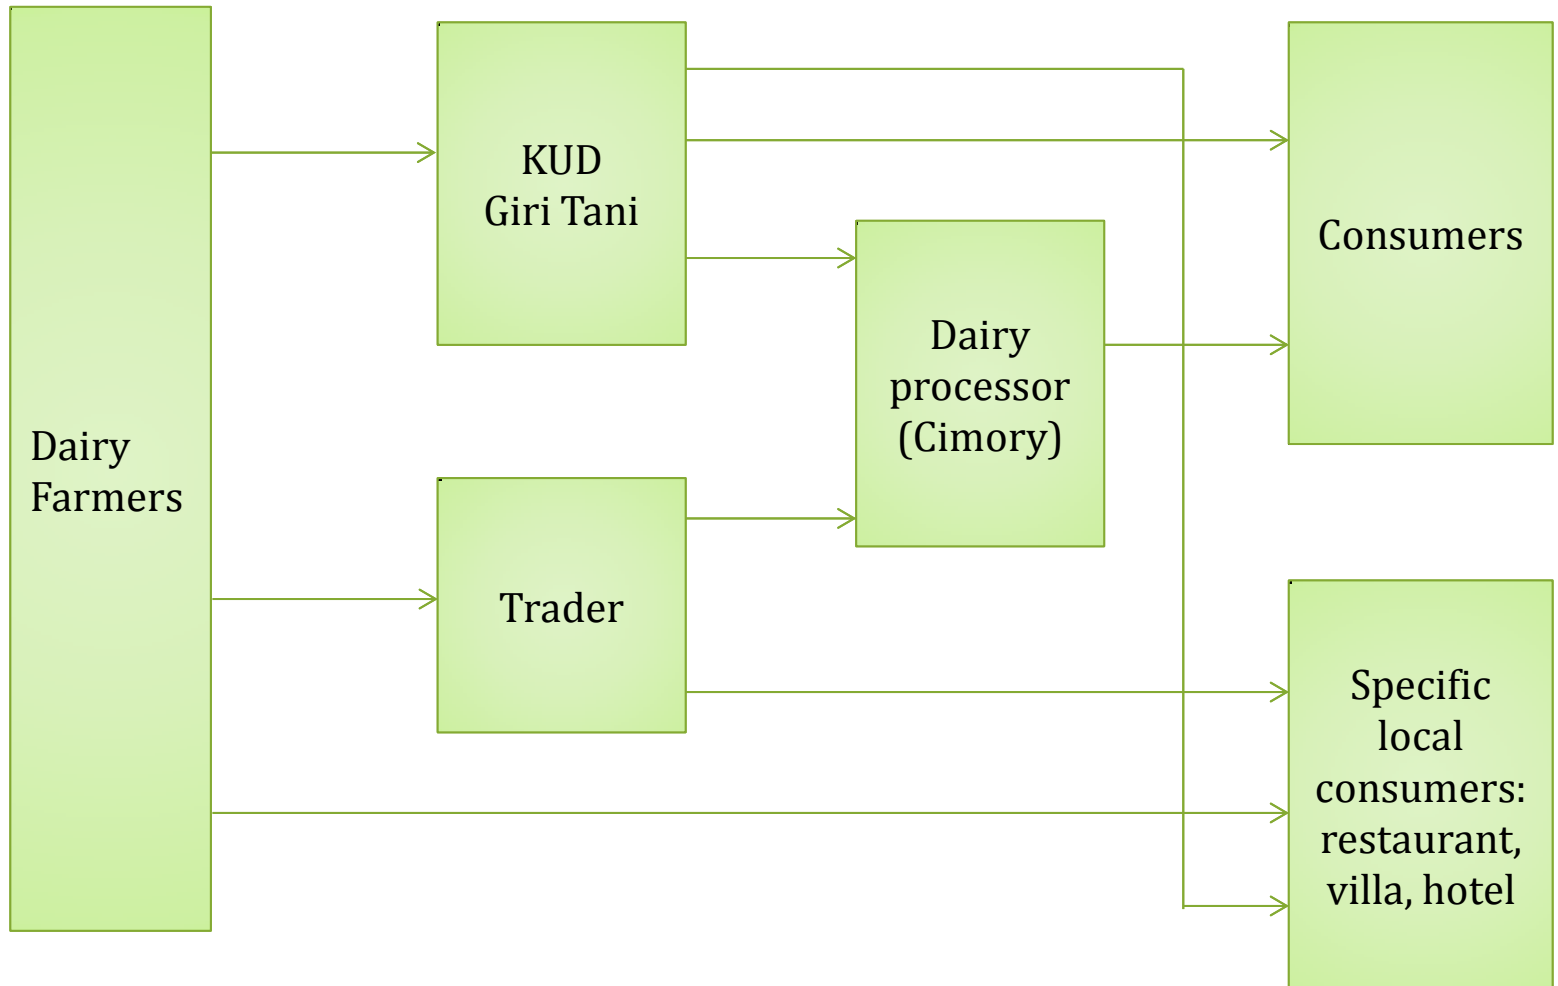 Dairy
Farmers
KUD
Giri Tani
Trader
Dairy
processor
(Cimory)
Consumers
Specific
local
consumers:
restaurant,
villa, hotel